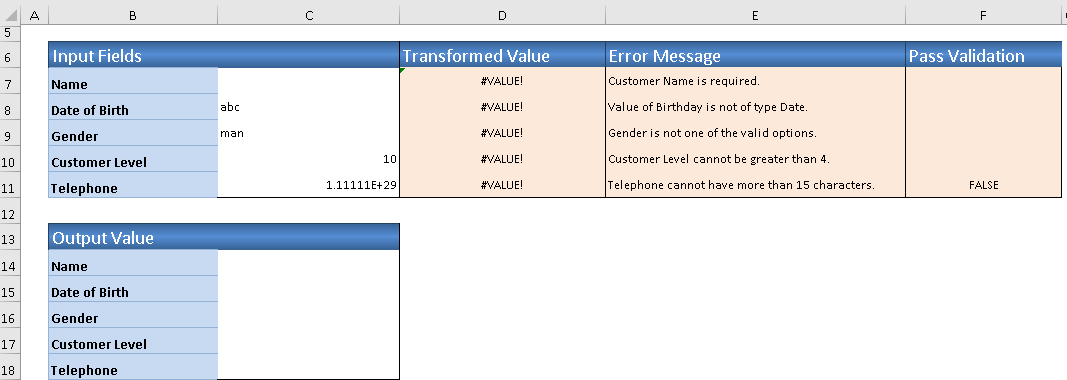 A B C D E F
5
6 Input Fields Transformed Value Error Message Pass Validation
7 Name #VALUE! Customer Name is required.
8 Date of Birth abc #VALUE! Value of Birthday is not of type Date.
9 Gender man #VALUE! Gender is not one of the valid options.
10 Customer Level 10 #VALUE! Customer Level cannot be greater than 4.
11 Telephone 1.11111E+29 #VALUE! Telephone cannot have more than 15 characters. FALSE
12
13 Output Value
14 Name
15 Date of Birth
16 Gender
17 Customer Level
18 Telephone